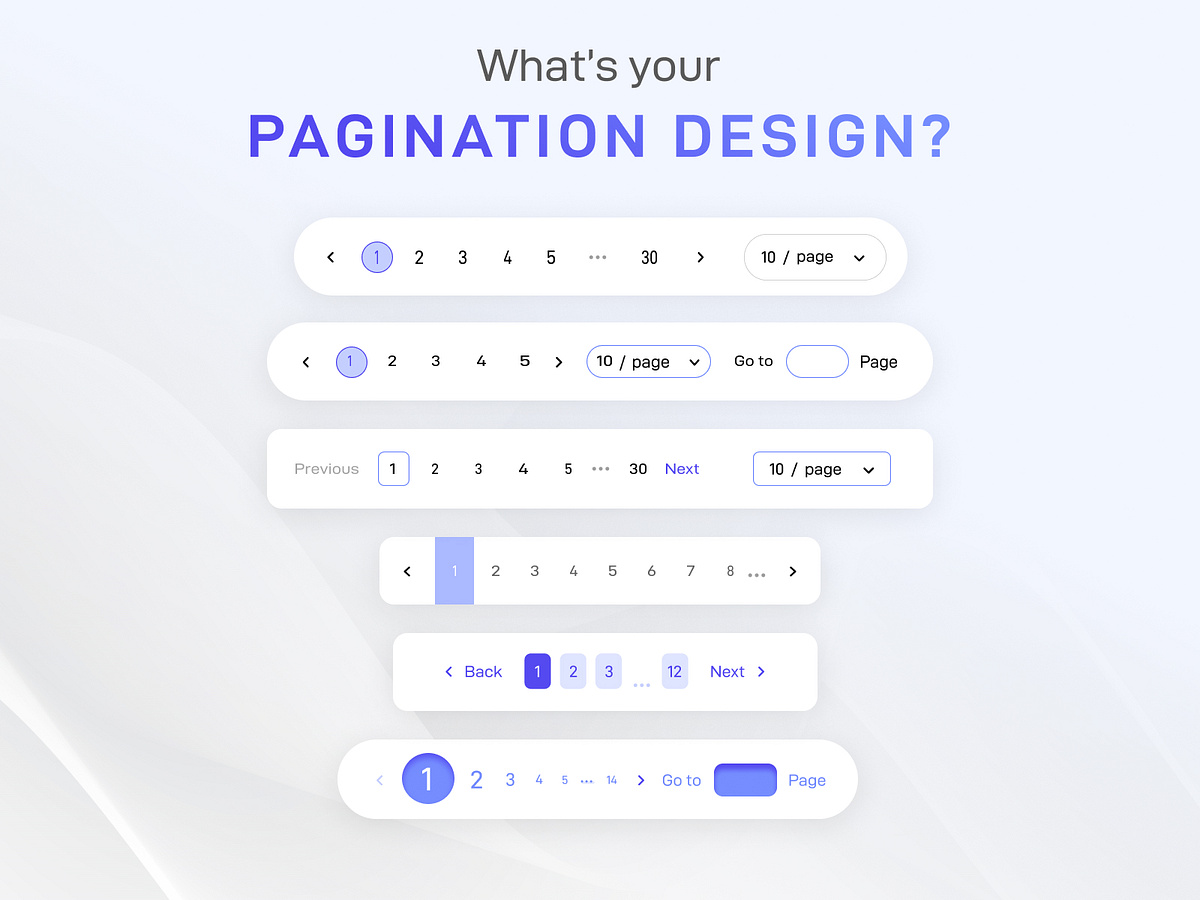 What's your
PAGINATION DESIGN?
‹ 1 2 3 4 5 ••• 30 › 10 / page
‹ 1 2 3 4 5 › 10 / page Go to Page
Previous 1 2 3 4 5 ••• 30 Next 10 / page
‹ 1 2 3 4 5 6 7 8 ... ›
‹ Back 1 2 3 ... 12 Next ›
‹ 1 2 3 4 5 ••• 14 › Go to Page